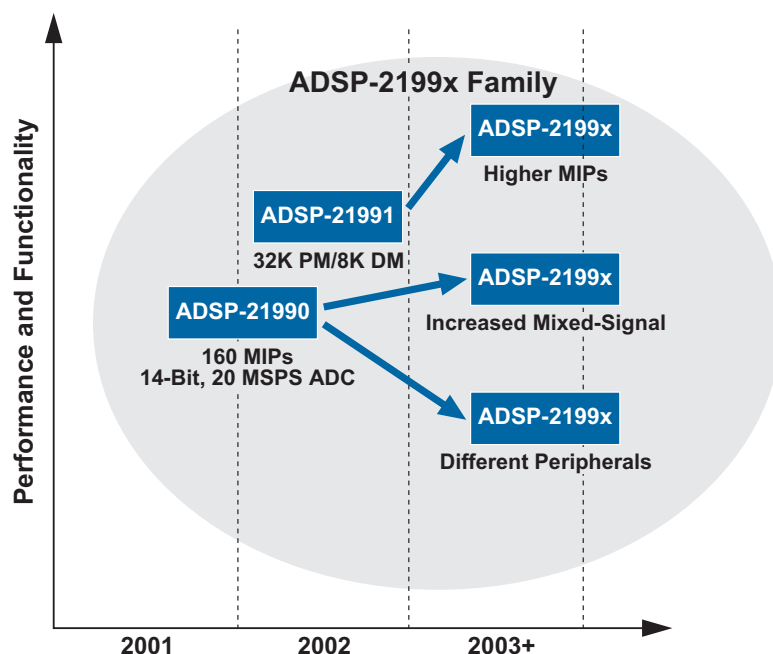 Performance and Functionality
ADSP-2199x Family
ADSP-2199x
Higher MIPs
ADSP-21991
32K PM/8K DM
ADSP-2199x
Increased Mixed-Signal
ADSP-21990
160 MIPs
14-Bit, 20 MSPS ADC
ADSP-2199x
Different Peripherals
2001
2002
2003+